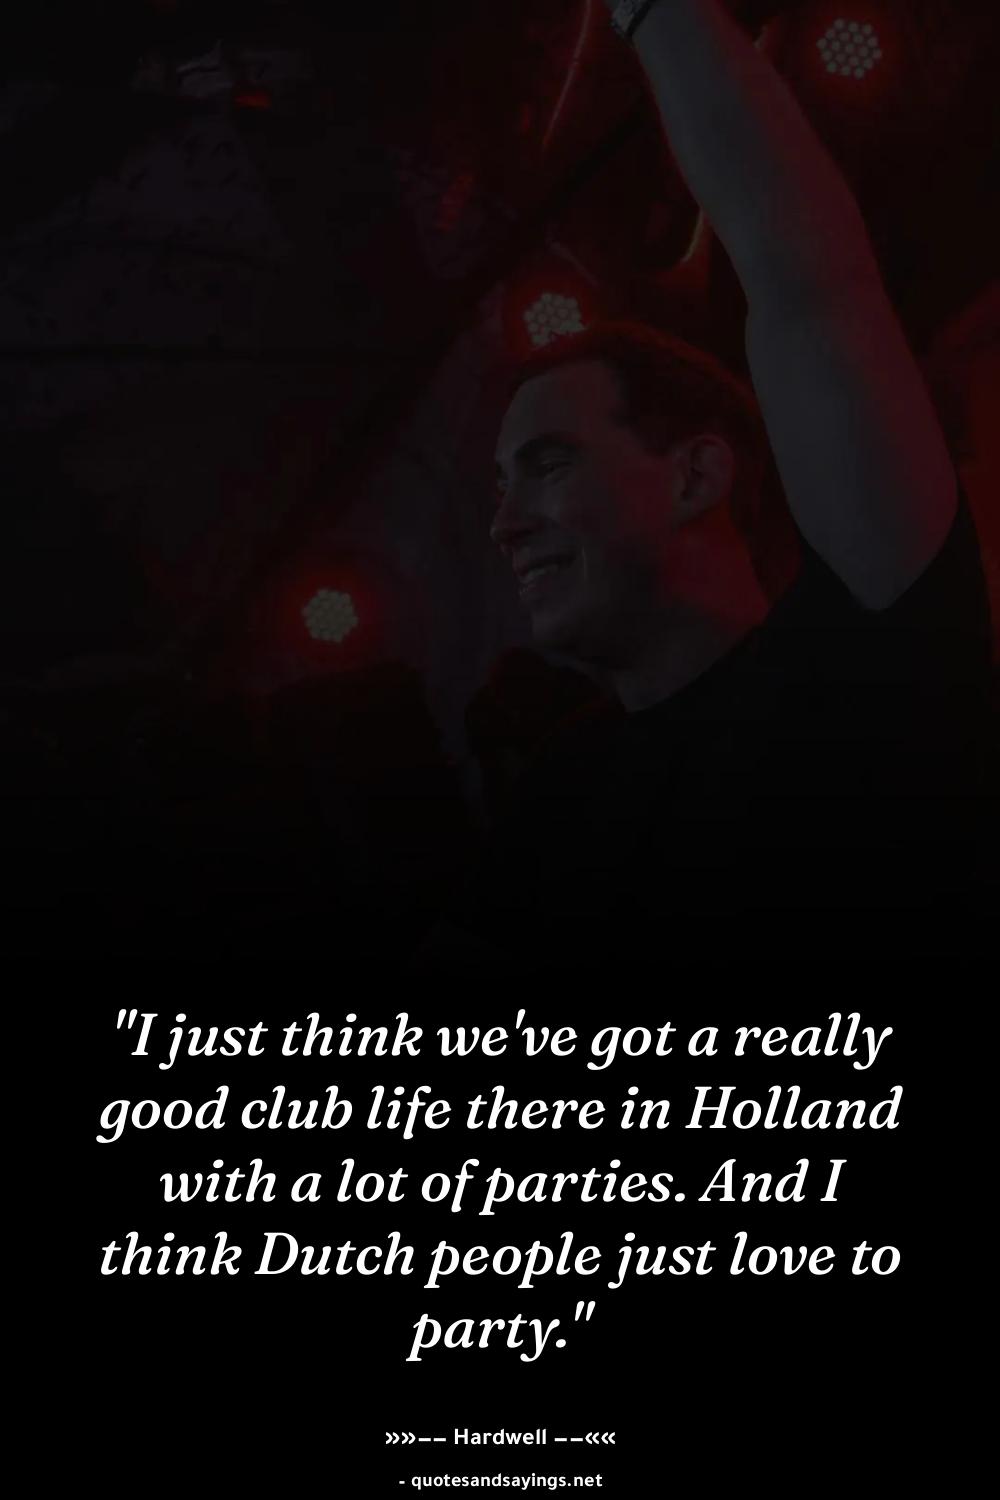 "I just think we've got a really
good club life there in Holland
with a lot of parties. And I
think Dutch people just love to
party."
»»–– Hardwell ––««
- quotesandsayings.net